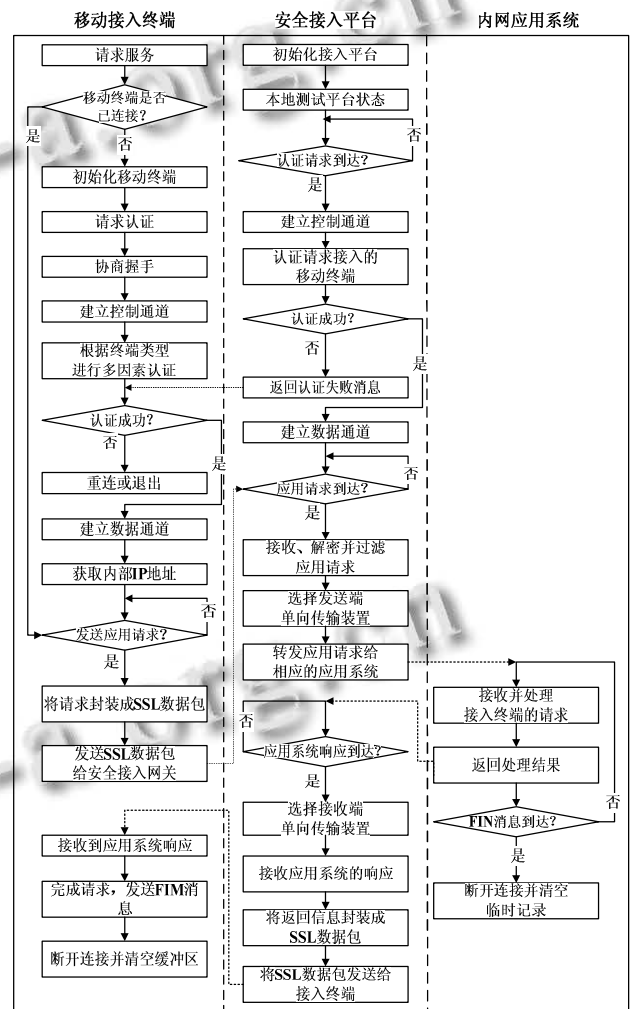 移动接入终端
安全接入平台
内网应用系统
请求服务
移动终端是否
已连接？
是
否
初始化移动终端
请求认证
协商握手
建立控制通道
根据终端类型
进行多因素认证
认证成功？
否
是
重连或退出
建立数据通道
获取内部IP地址
否
发送应用请求？
是
将请求封装成SSL数据包
发送SSL数据包
给安全接入网关
接收到应用系统响应
完成请求，发送FIM消
息
断开连接并清空缓冲区
初始化接入平台
本地测试平台状态
否
认证请求到达？
是
建立控制通道
认证请求接入的
移动终端
认证成功？
否
是
返回认证失败消息
建立数据通道
否
应用请求到达？
是
接收、解密并过滤
应用请求
选择发送端
单向传输装置
转发应用请求给
相应的应用系统
否
应用系统响应到达？
是
选择接收端
单向传输装置
接收应用系统的响应
将返回信息封装成
SSL数据包
将SSL数据包发送给
接入终端
接收并处理
接入终端的请求
返回处理结果
否
FIN消息到达？
是
断开连接并清空
临时记录